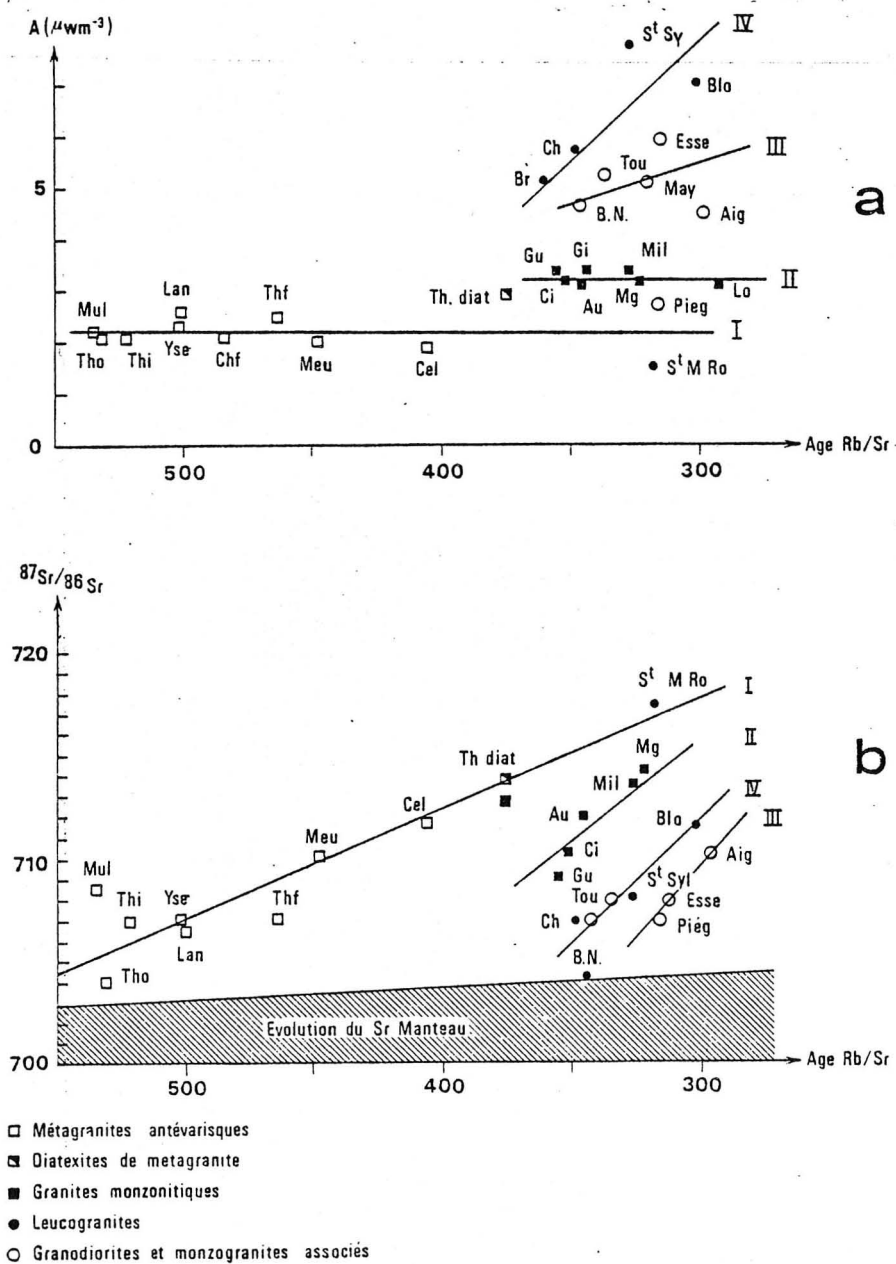 A (μwm⁻³)
Sᵗ Sy
IV
Blo
Ch
Esse
III
Br
Tou
May
5
B.N.
Aig
a
Gu
Gi
Mil
Lan
Thf
Th. diat
II
Mul
Ci
Au
Mg
Pieg
Lo
I
Tho
Thi
Yse
Chf
Meu
Cel
Sᵗ M Ro
0
Age Rb/Sr
500
400
300
⁸⁷Sr/₈₆Sr
720
Sᵗ M Ro
I
Mg
II
Th diat
b
Mil
IV
Cel
Au
Blo
III
Meu
710
Ci
Aig
Mul
Gu
Thi
Yse
Thf
Tou
Sᵗ Syl
Esse
Lan
Ch
Piég
Tho
B.N.
Evolution du Sr Manteau
700
Age Rb/Sr
500
400
300
Métagranites antévarisques
Diatexites de metagranite
Granites monzonitiques
Leucogranites
Granodiorites et monzogranites associés